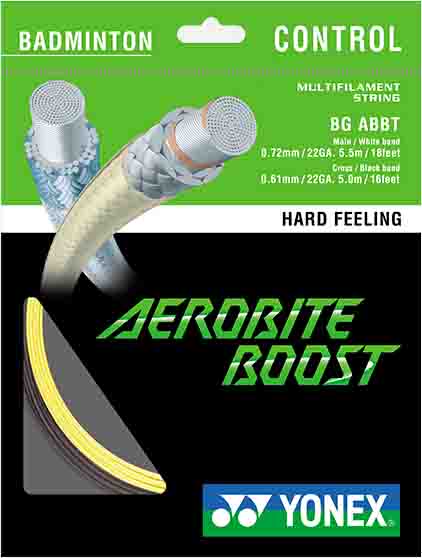 BADMINTON
CONTROL
MULTIFILAMENT
STRING
BG ABBT
Main / White band
0.72mm/22GA. 5.5m/18feet
Cross / Black band
0.61mm/22GA. 5.0m/16feet
HARD FEELING
AEROBITE
BOOST
YONEX